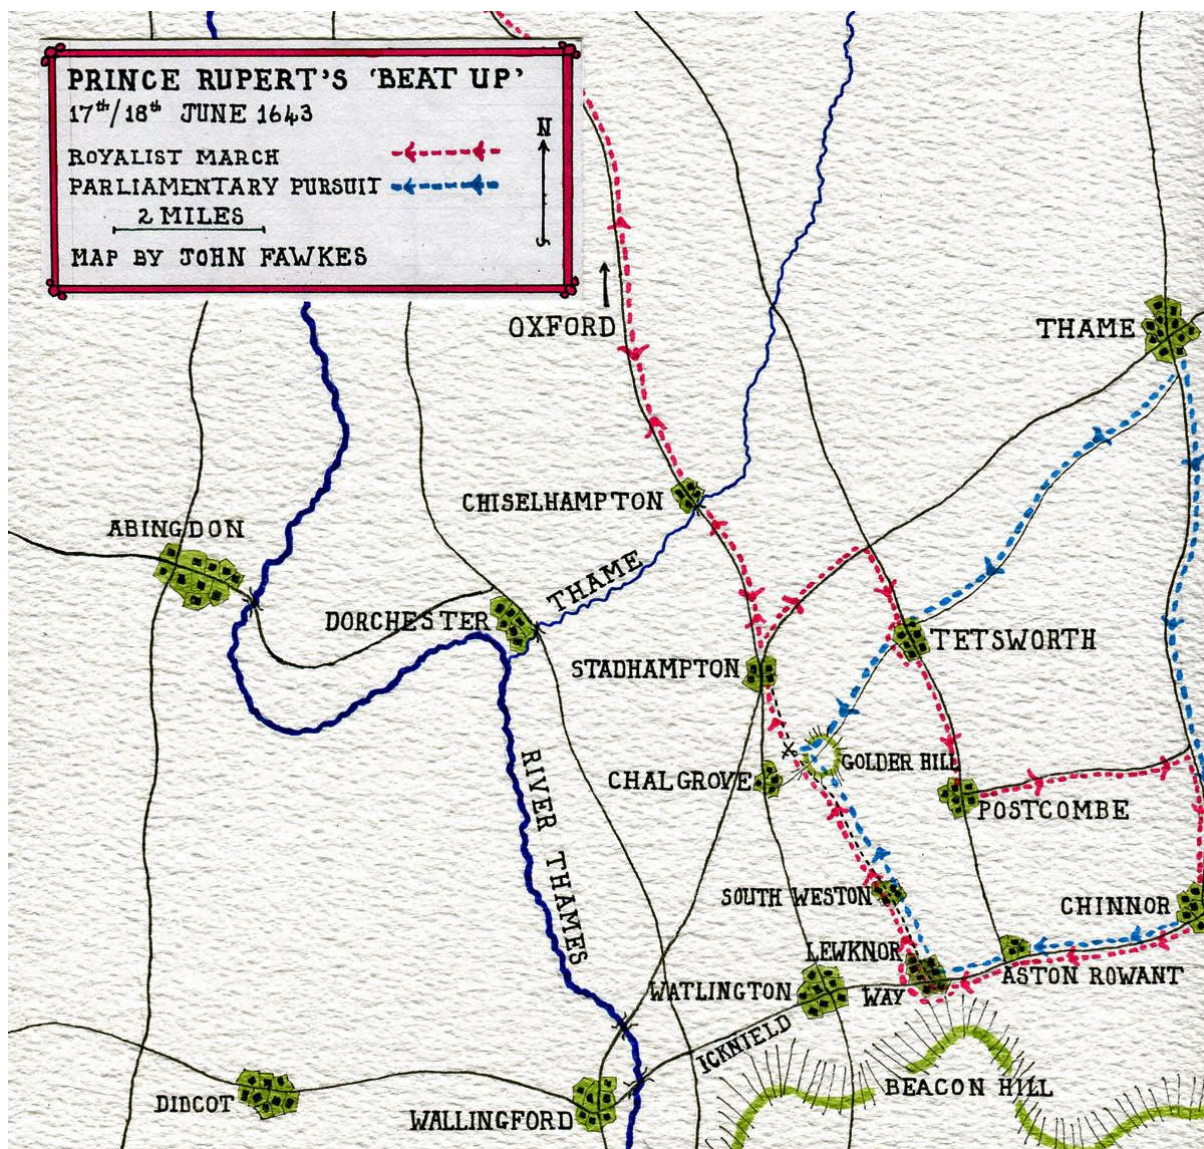 PRINCE RUPERT'S 'BEAT UP'
17th/18th JUNE 1643
ROYALIST MARCH
PARLIAMENTARY PURSUIT
2 MILES
MAP BY JOHN FAWKES
N
S
OXFORD
THAME
CHISELHAMPTON
ABINGDON
THAME
DORCHESTER
TETSWORTH
STADHAMPTON
GOLDER HILL
CHALGROVE
POSTCOMBE
RIVER THAMES
SOUTH WESTON
CHINNOR
LEWKNOR
ASTON ROWANT
WATLINGTON
ICKNIELD WAY
BEACON HILL
DIDCOT
WALLINGFORD